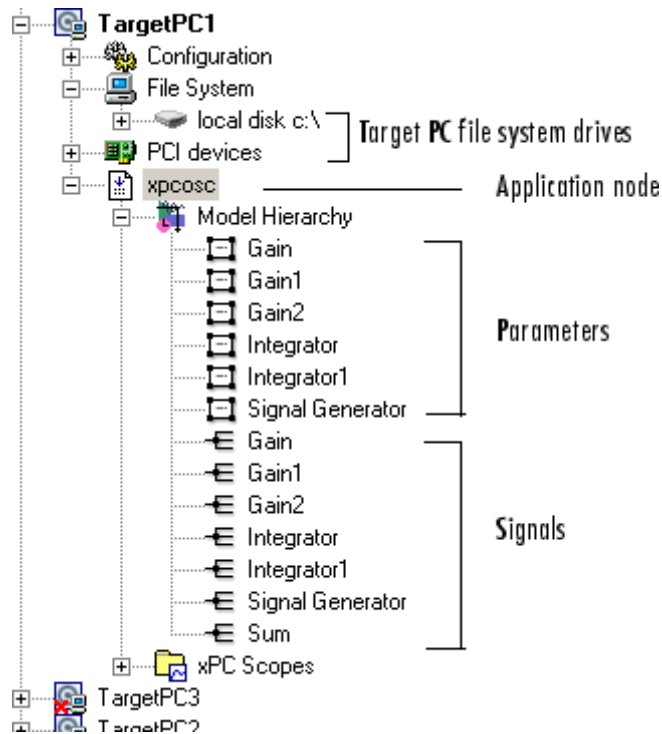 TargetPC1
Configuration
File System
local disk c:\ Target PC file system drives
PCI devices
xpcosc Application node
Model Hierarchy
Gain
Gain1
Gain2
Integrator Parameters
Integrator1
Signal Generator
Gain
Gain1
Gain2
Integrator Signals
Integrator1
Signal Generator
Sum
xPC Scopes
TargetPC3
TargetPC2